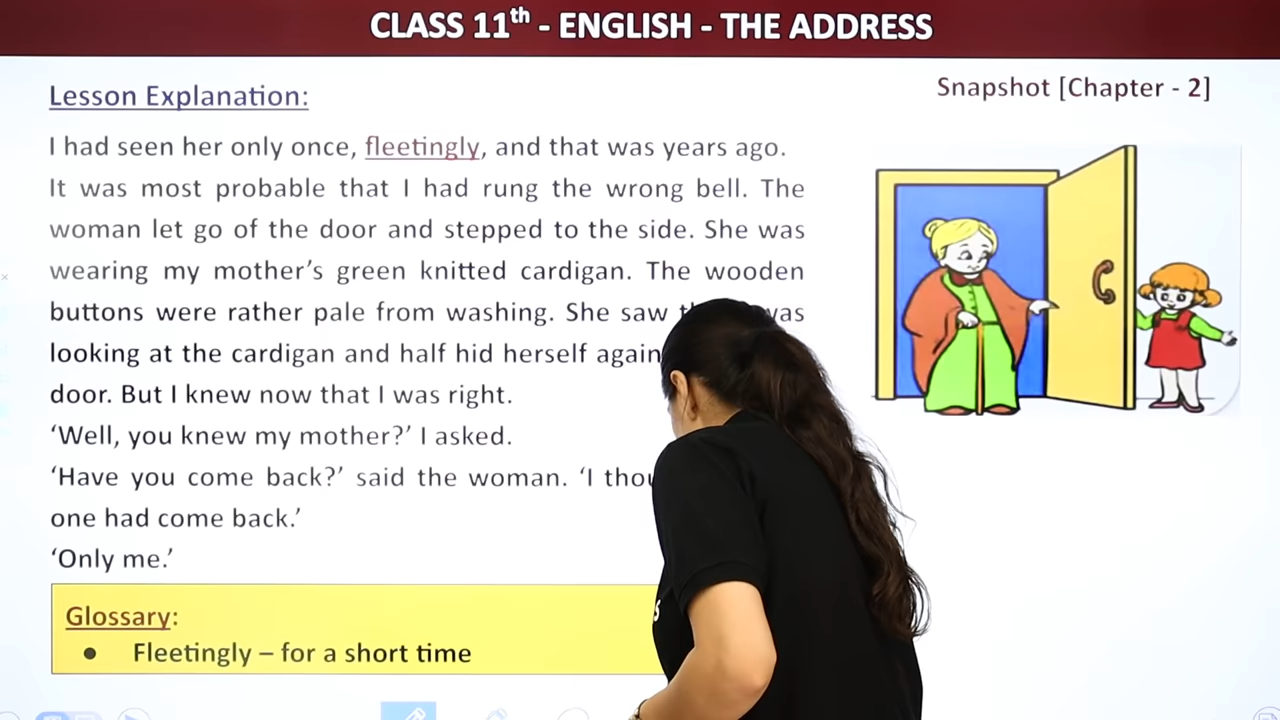 CLASS 11th - ENGLISH - THE ADDRESS
Snapshot [Chapter - 2]
Lesson Explanation:
I had seen her only once, fleetingly, and that was years ago.
It was most probable that I had rung the wrong bell. The
woman let go of the door and stepped to the side. She was
wearing my mother's green knitted cardigan. The wooden
buttons were rather pale from washing. She saw
looking at the cardigan and half hid herself
door. But I knew now that I was right.
‘Well, you knew my mother?’ I asked.
‘Have you come back?’ said the woman. ‘I
one had come back.’
‘Only me.’
Glossary:
● Fleetingly – for a short time